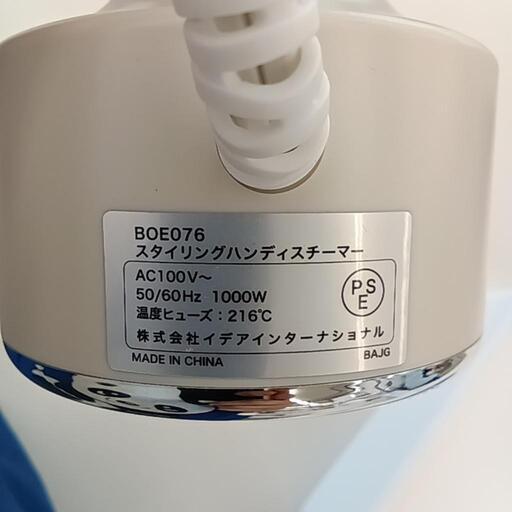 BOE076
スタイリングハンディスチーマー
AC100V～
50/60Hz 1000W
温度ヒューズ：216℃
PSE
株式会社イデアインターナショナル
MADE IN CHINA BAJG